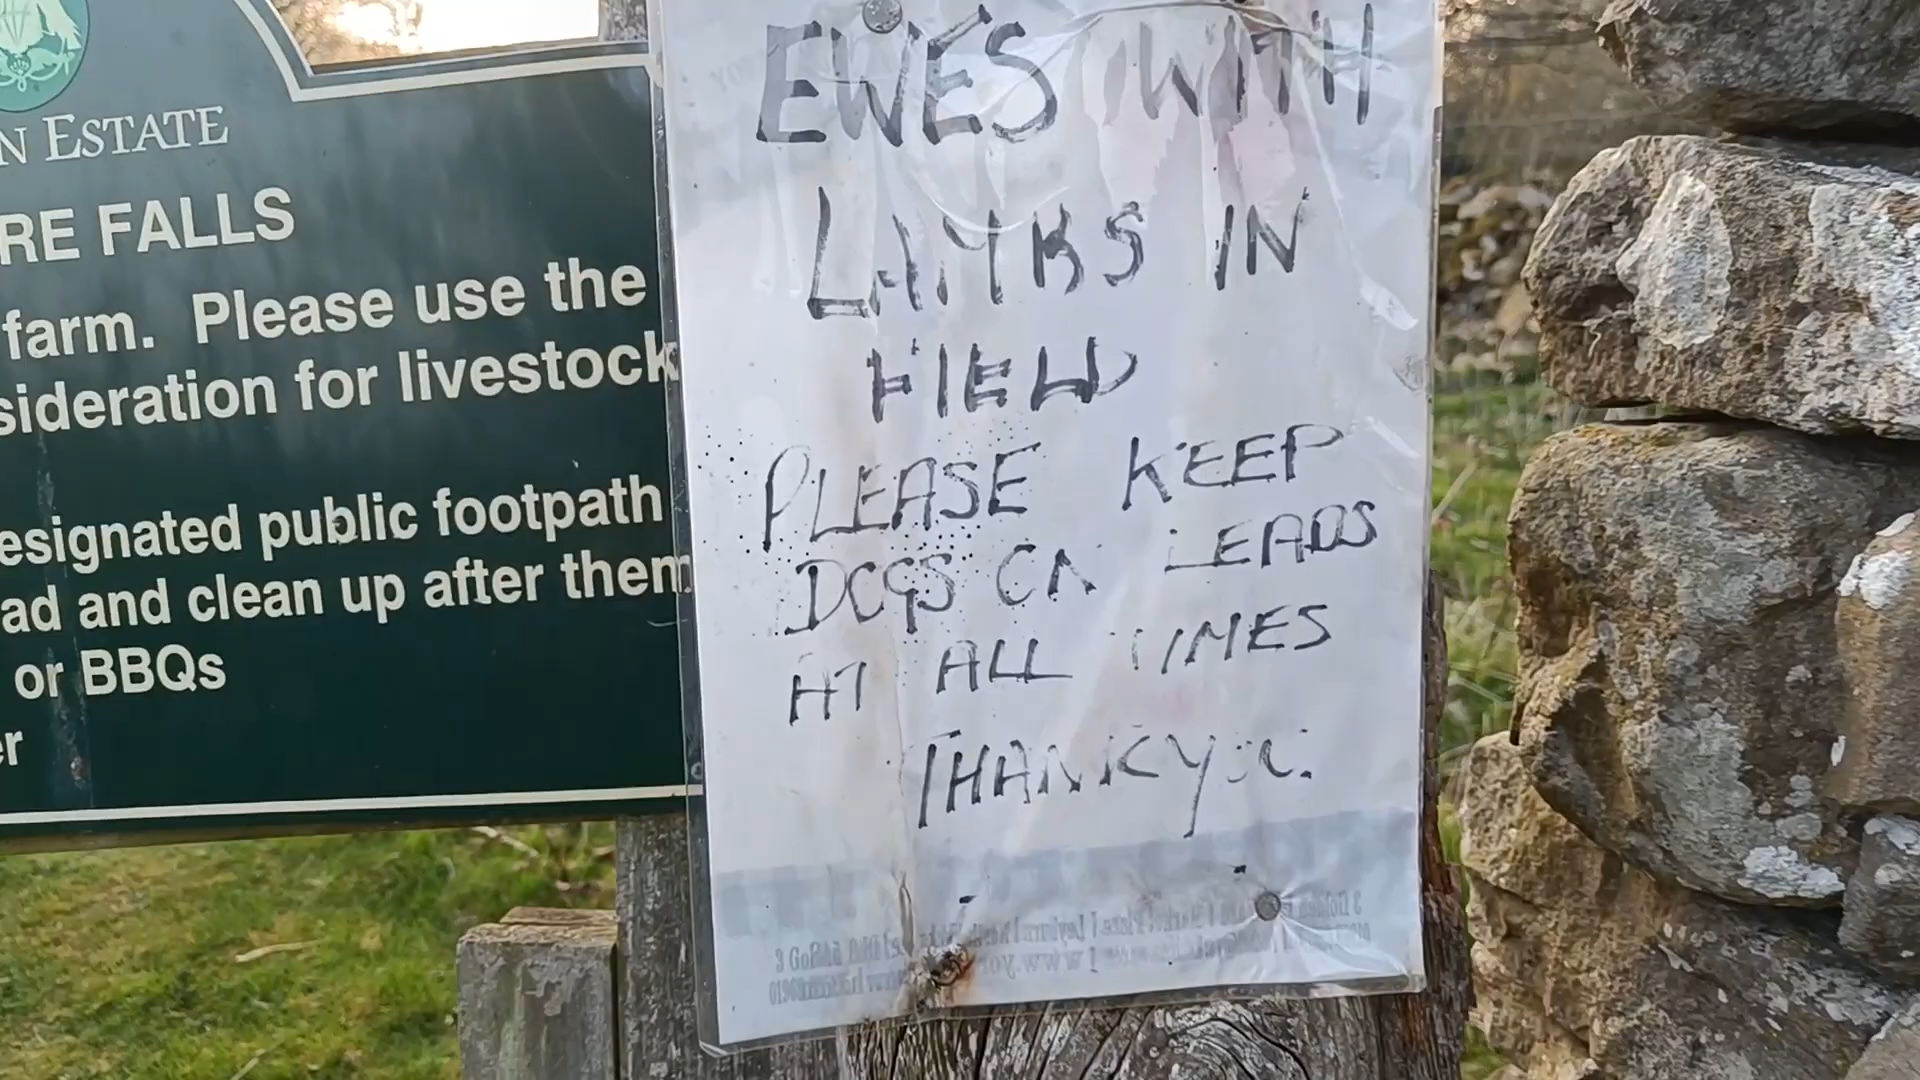 N ESTATE
RE FALLS
farm. Please use the
sideration for livestock
esignated public footpath
ad and clean up after them
or BBQs
er
EWES WITH
LAMBS IN
FIELD
PLEASE KEEP
DOGS ON LEADS
AT ALL TIMES
THANKYOU.